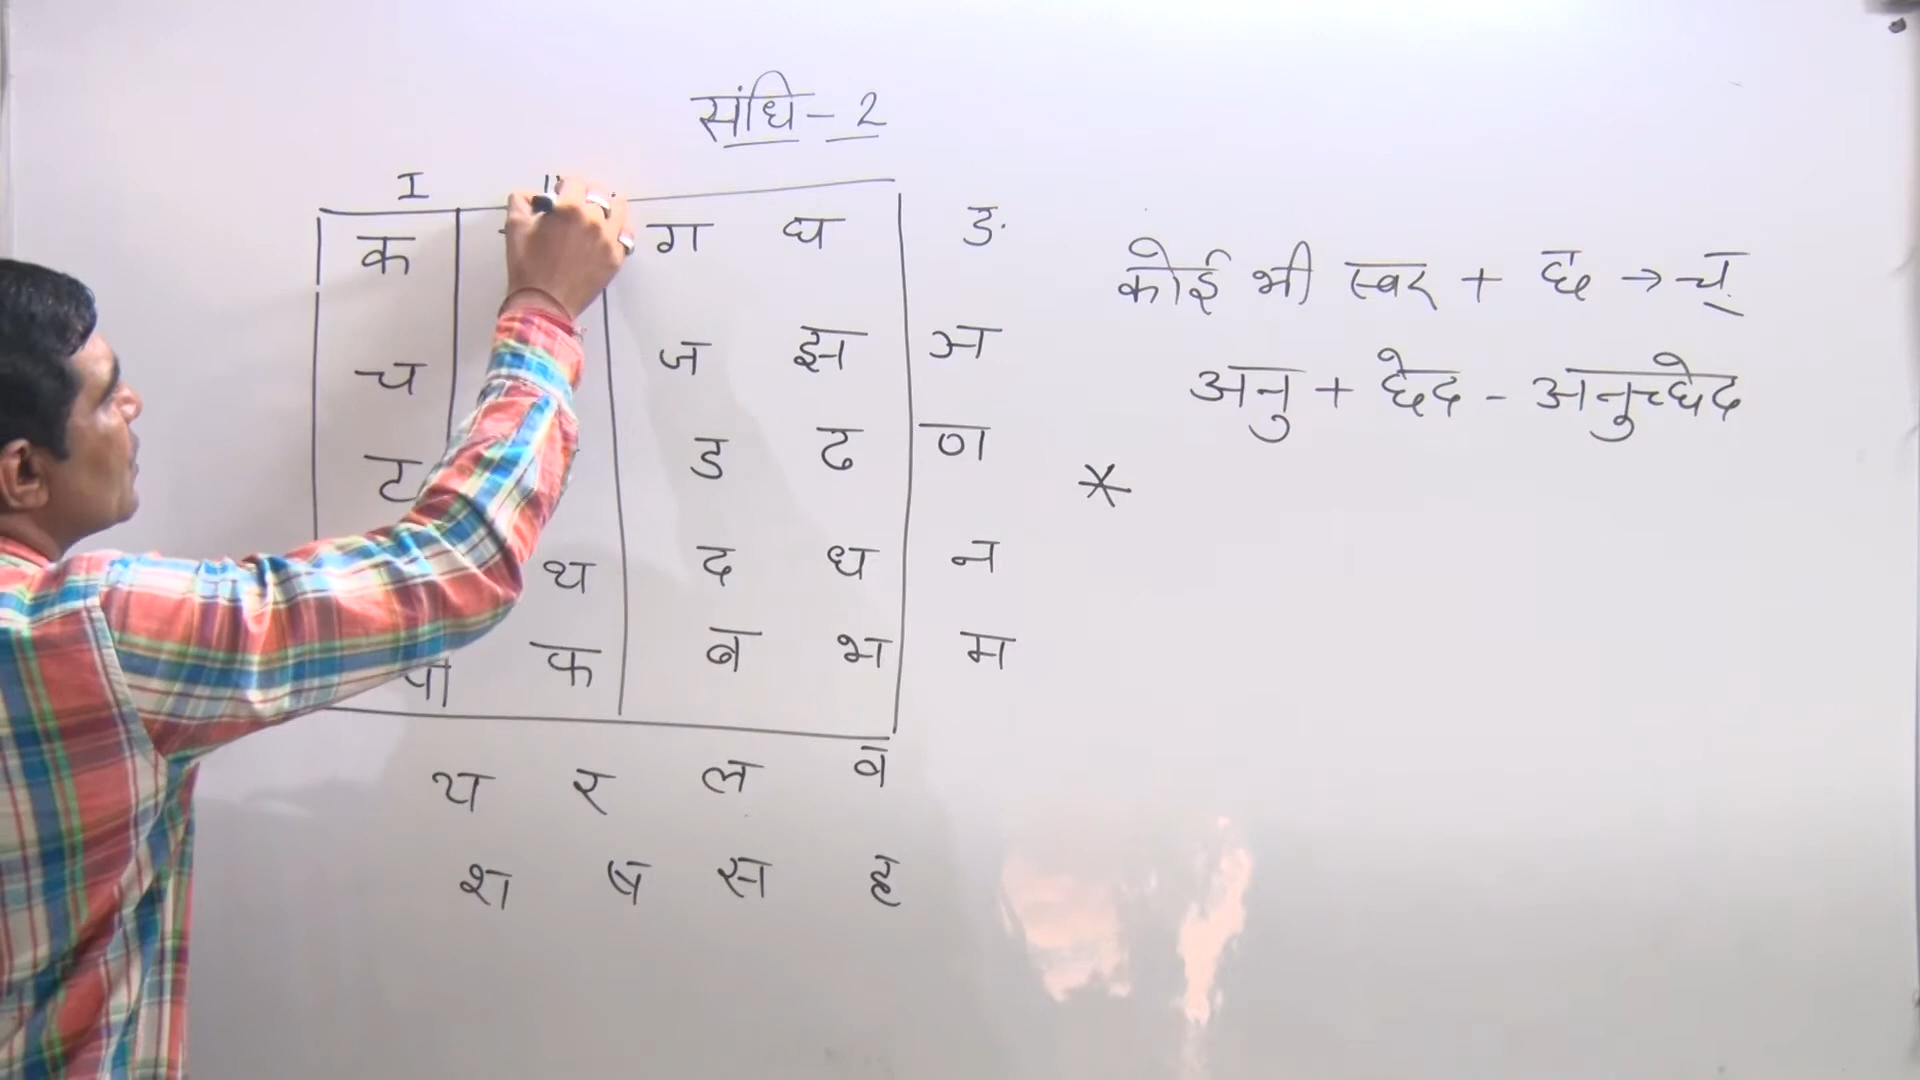 संधि - 2
I
क ग घ ङ
च ज झ ञ
ट ड ढ ण
थ द ध न
प फ ब भ म
य र ल व
श ष स ह
कोई भी स्वर + छ → च्
अनु + छेद - अनुच्छेद
*